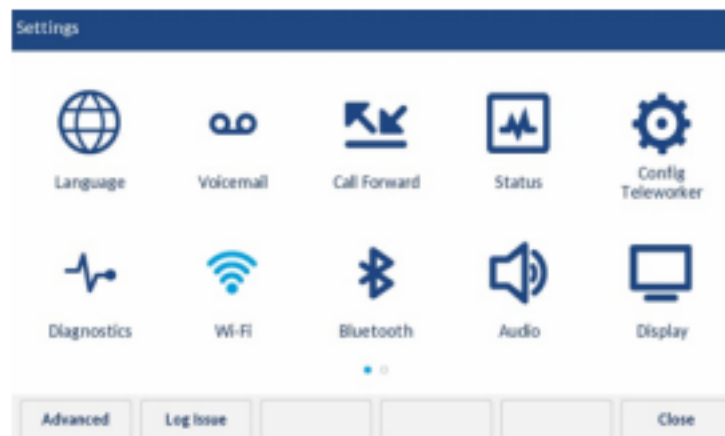 Settings
Language
Voicemail
Call Forward
Status
Config
Teleworker
Diagnostics
Wi-Fi
Bluetooth
Audio
Display
Advanced
Log Issue
Close